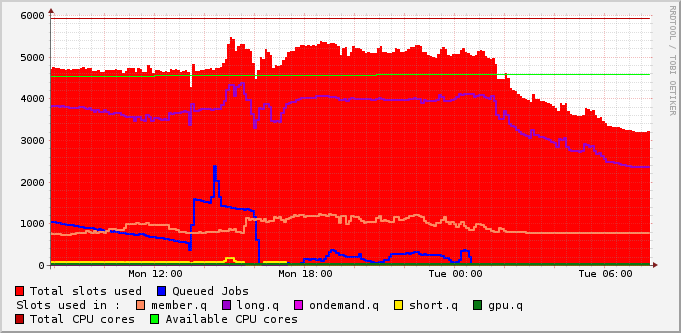 6000
5000
4000
3000
2000
1000
0
Mon 12:00 Mon 18:00 Tue 00:00 Tue 06:00
Total slots used Queued Jobs
Slots used in : member.q long.q ondemand.q short.q gpu.q
Total CPU cores Available CPU cores
RRDTOOL / TOBI OETIKER